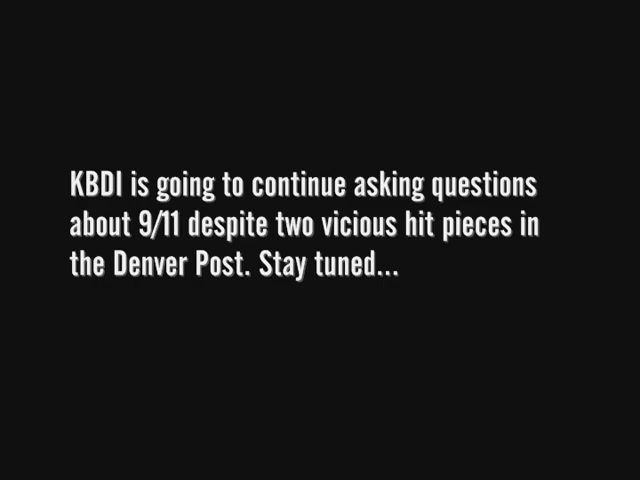 KBDI is going to continue asking questions
about 9/11 despite two vicious hit pieces in
the Denver Post. Stay tuned...